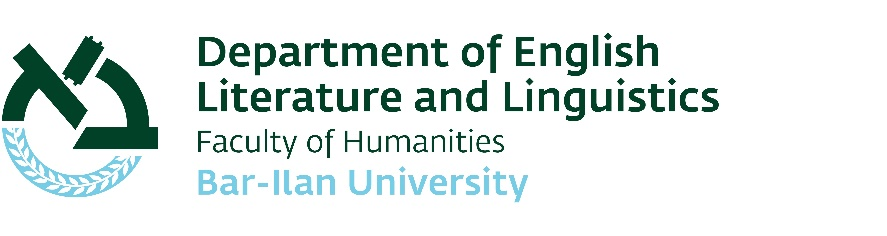 Department of English
Literature and Linguistics
Faculty of Humanities
Bar-Ilan University